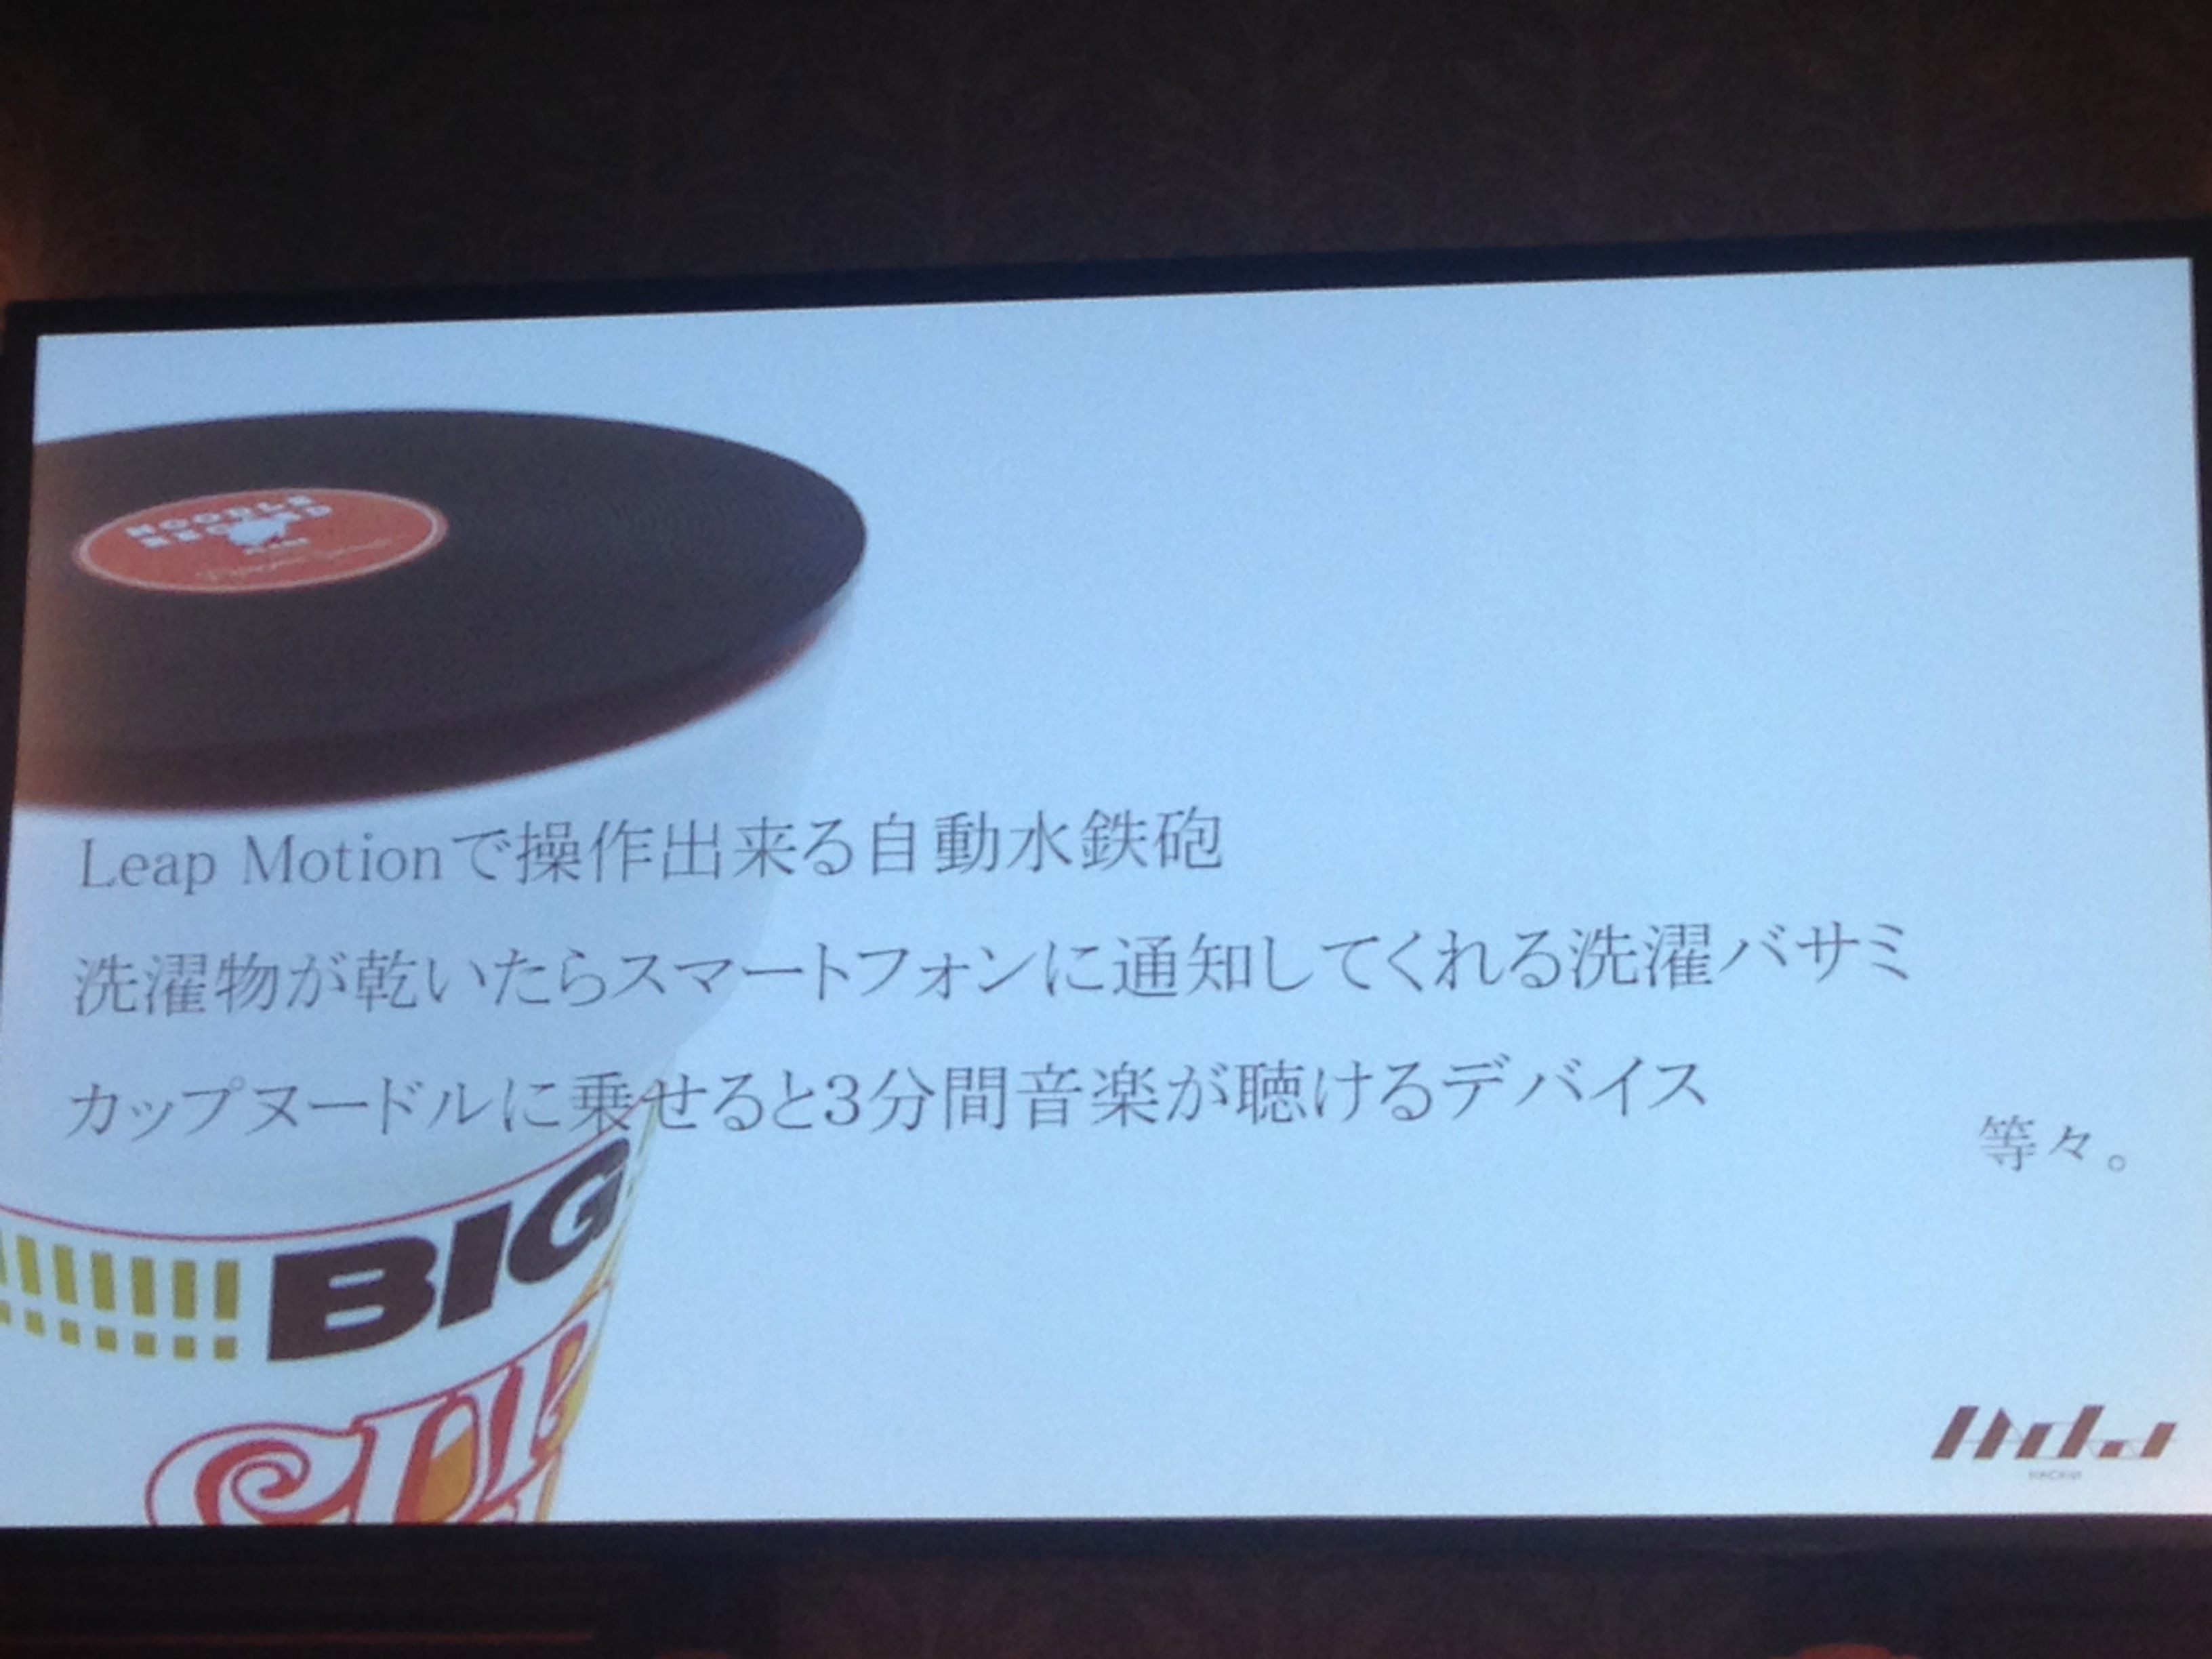 NOODLE
RECORD
Leap Motionで操作出来る自動水鉄砲
洗濯物が乾いたらスマートフォンに通知してくれる洗濯バサミ
カップヌードルに乗せると3分間音楽が聴けるデバイス
等々。
BIG
CUP